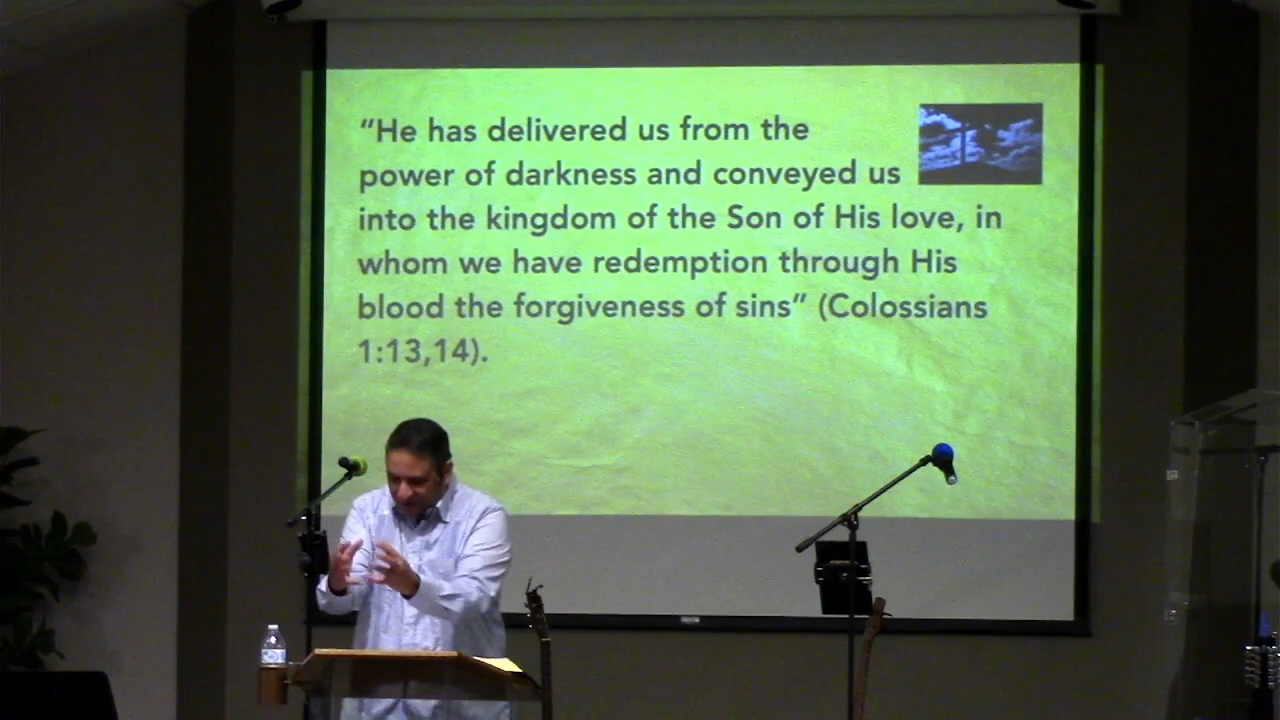 “He has delivered us from the
power of darkness and conveyed us
into the kingdom of the Son of His love, in
whom we have redemption through His
blood the forgiveness of sins” (Colossians
1:13,14).